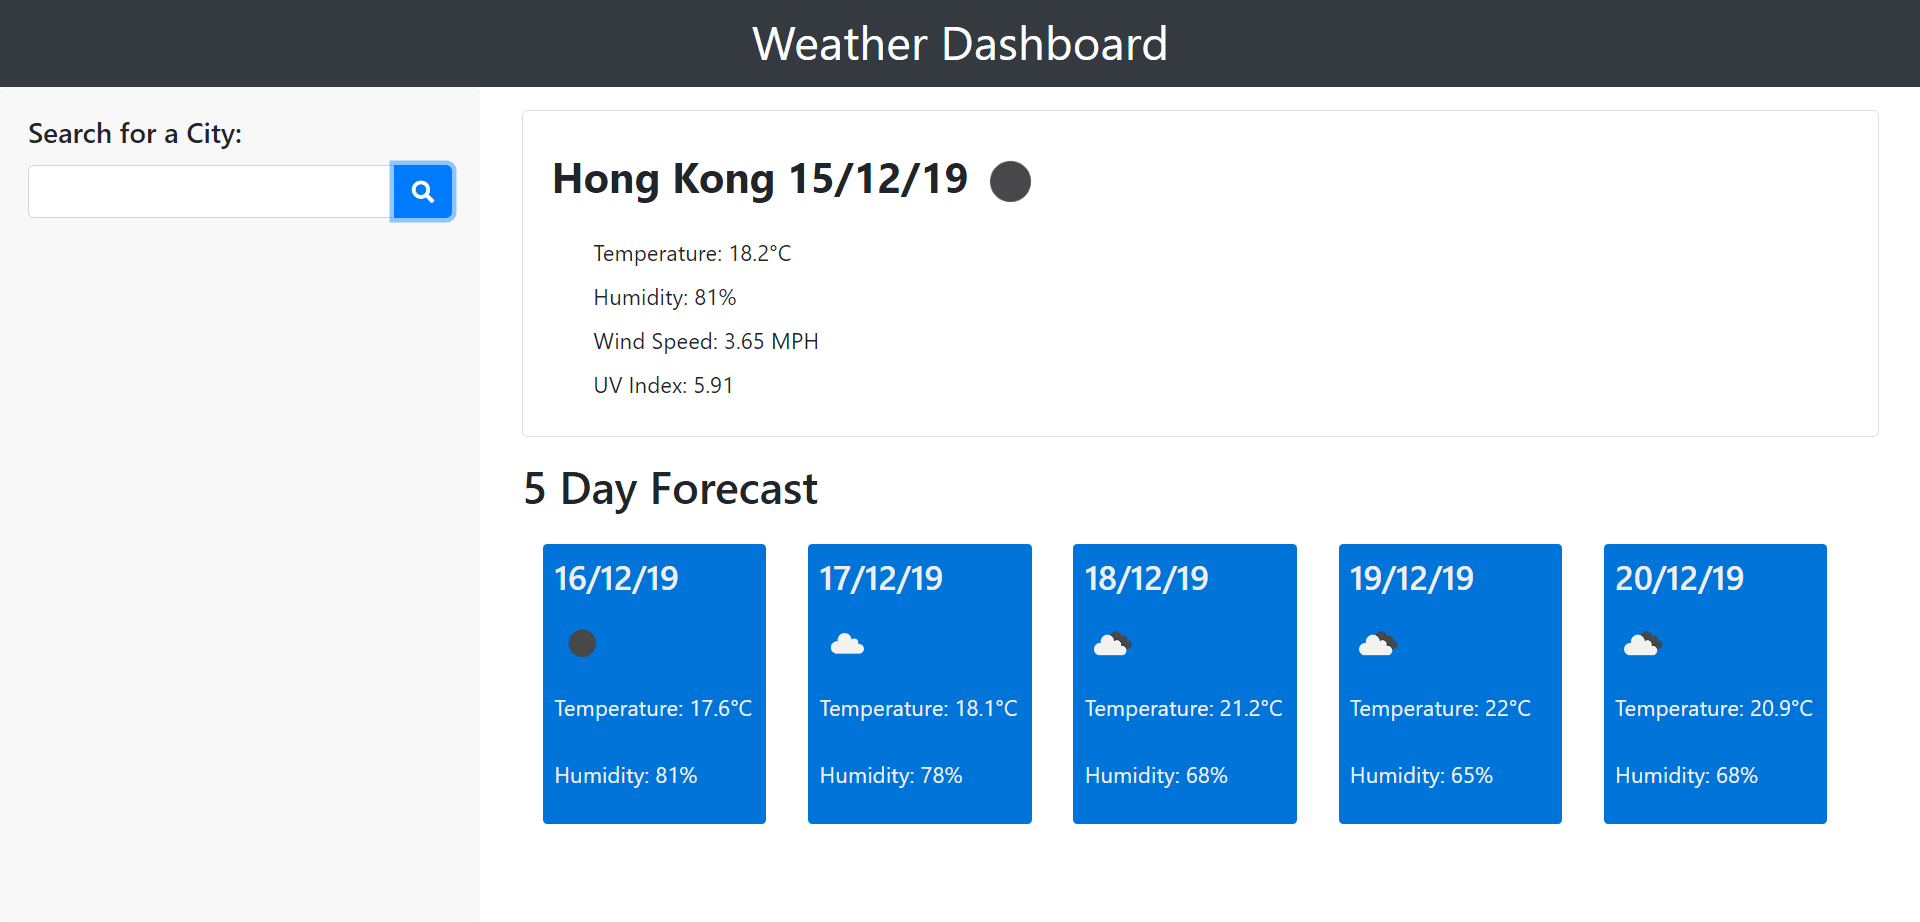 Weather Dashboard
Search for a City:
Hong Kong 15/12/19
Temperature: 18.2°C
Humidity: 81%
Wind Speed: 3.65 MPH
UV Index: 5.91
5 Day Forecast
16/12/19
Temperature: 17.6°C
Humidity: 81%
17/12/19
Temperature: 18.1°C
Humidity: 78%
18/12/19
Temperature: 21.2°C
Humidity: 68%
19/12/19
Temperature: 22°C
Humidity: 65%
20/12/19
Temperature: 20.9°C
Humidity: 68%